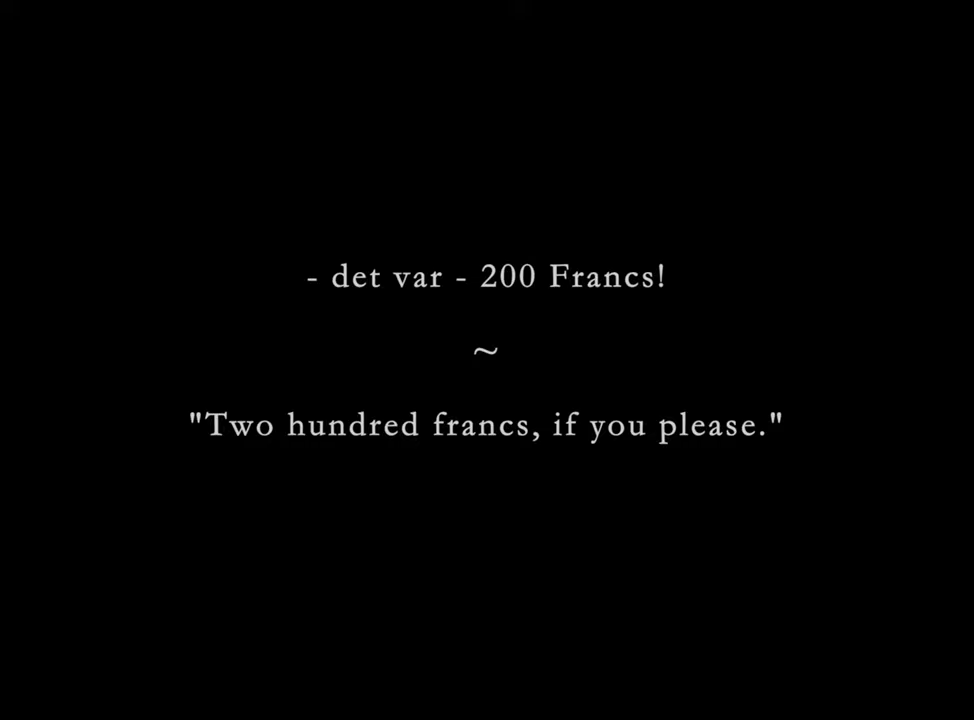 - det var - 200 Francs!
~
"Two hundred francs, if you please."